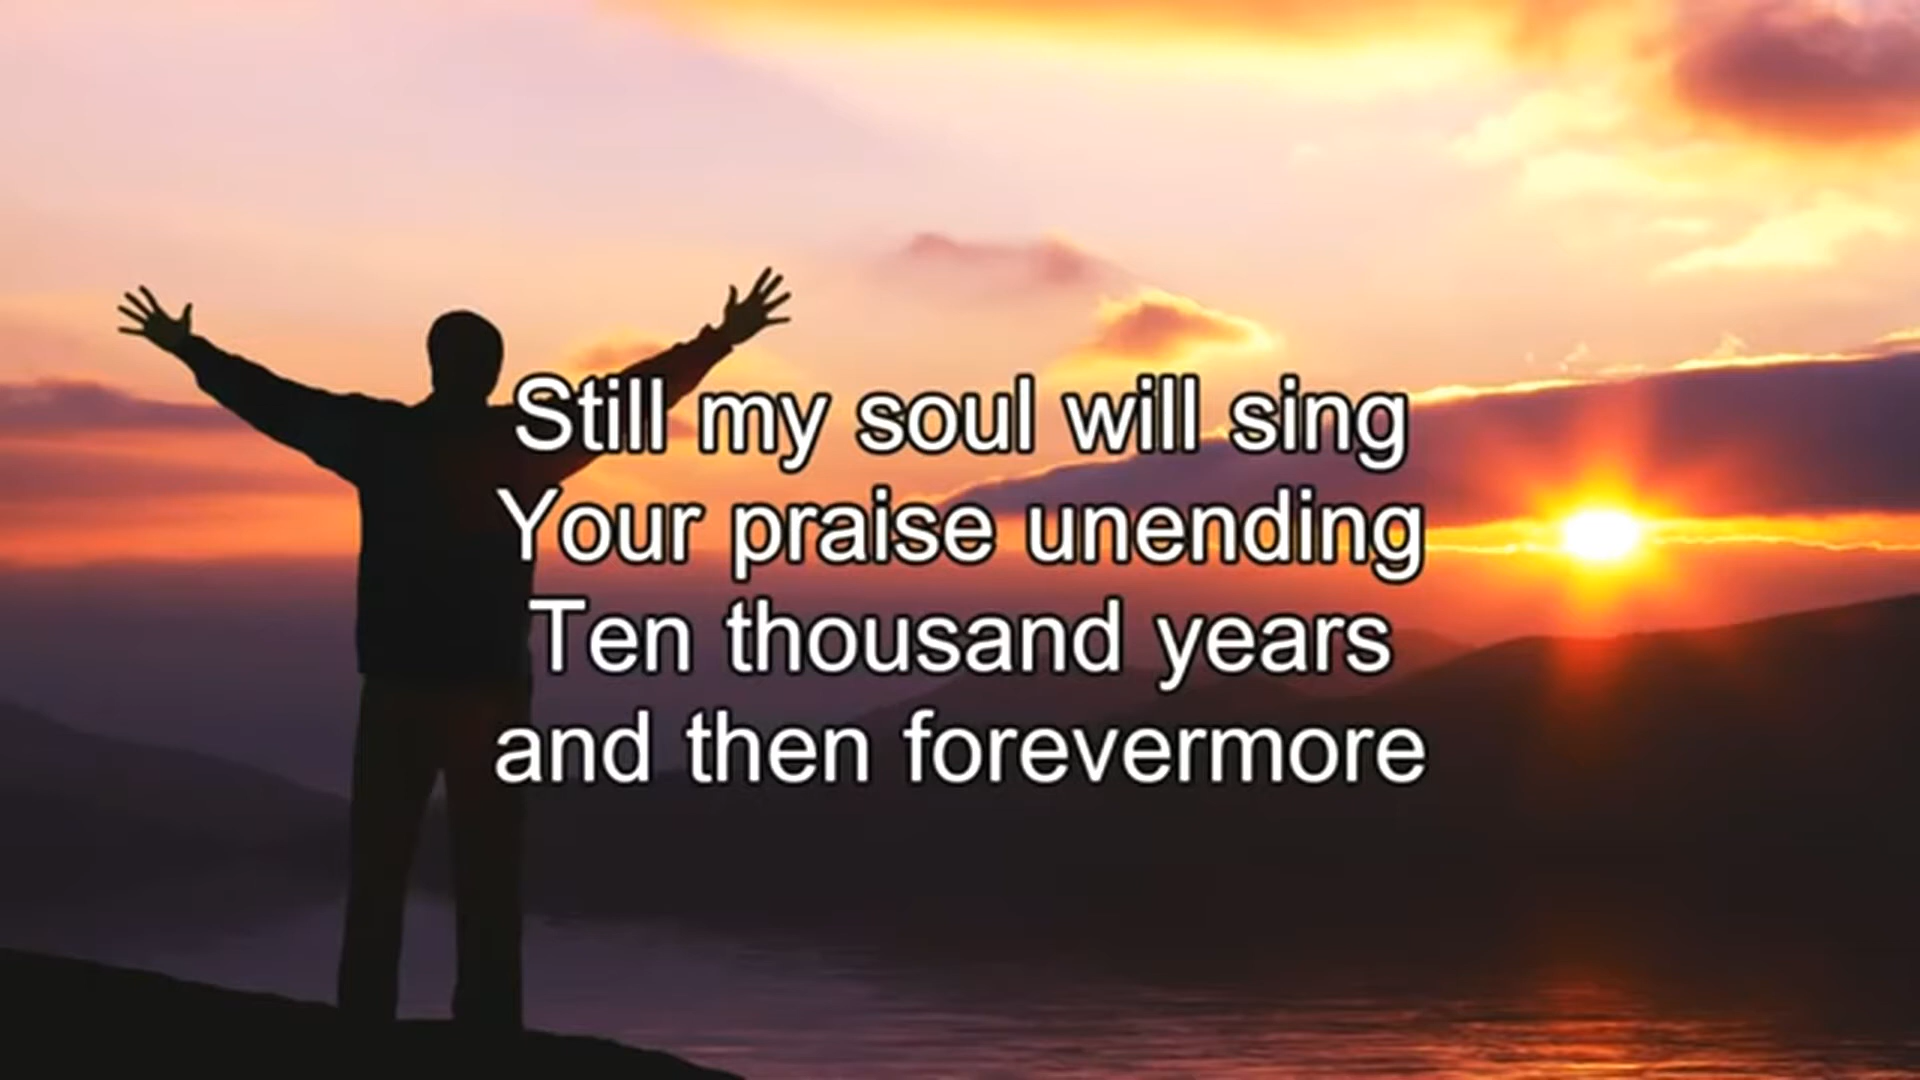 Still my soul will sing
Your praise unending
Ten thousand years
and then forevermore